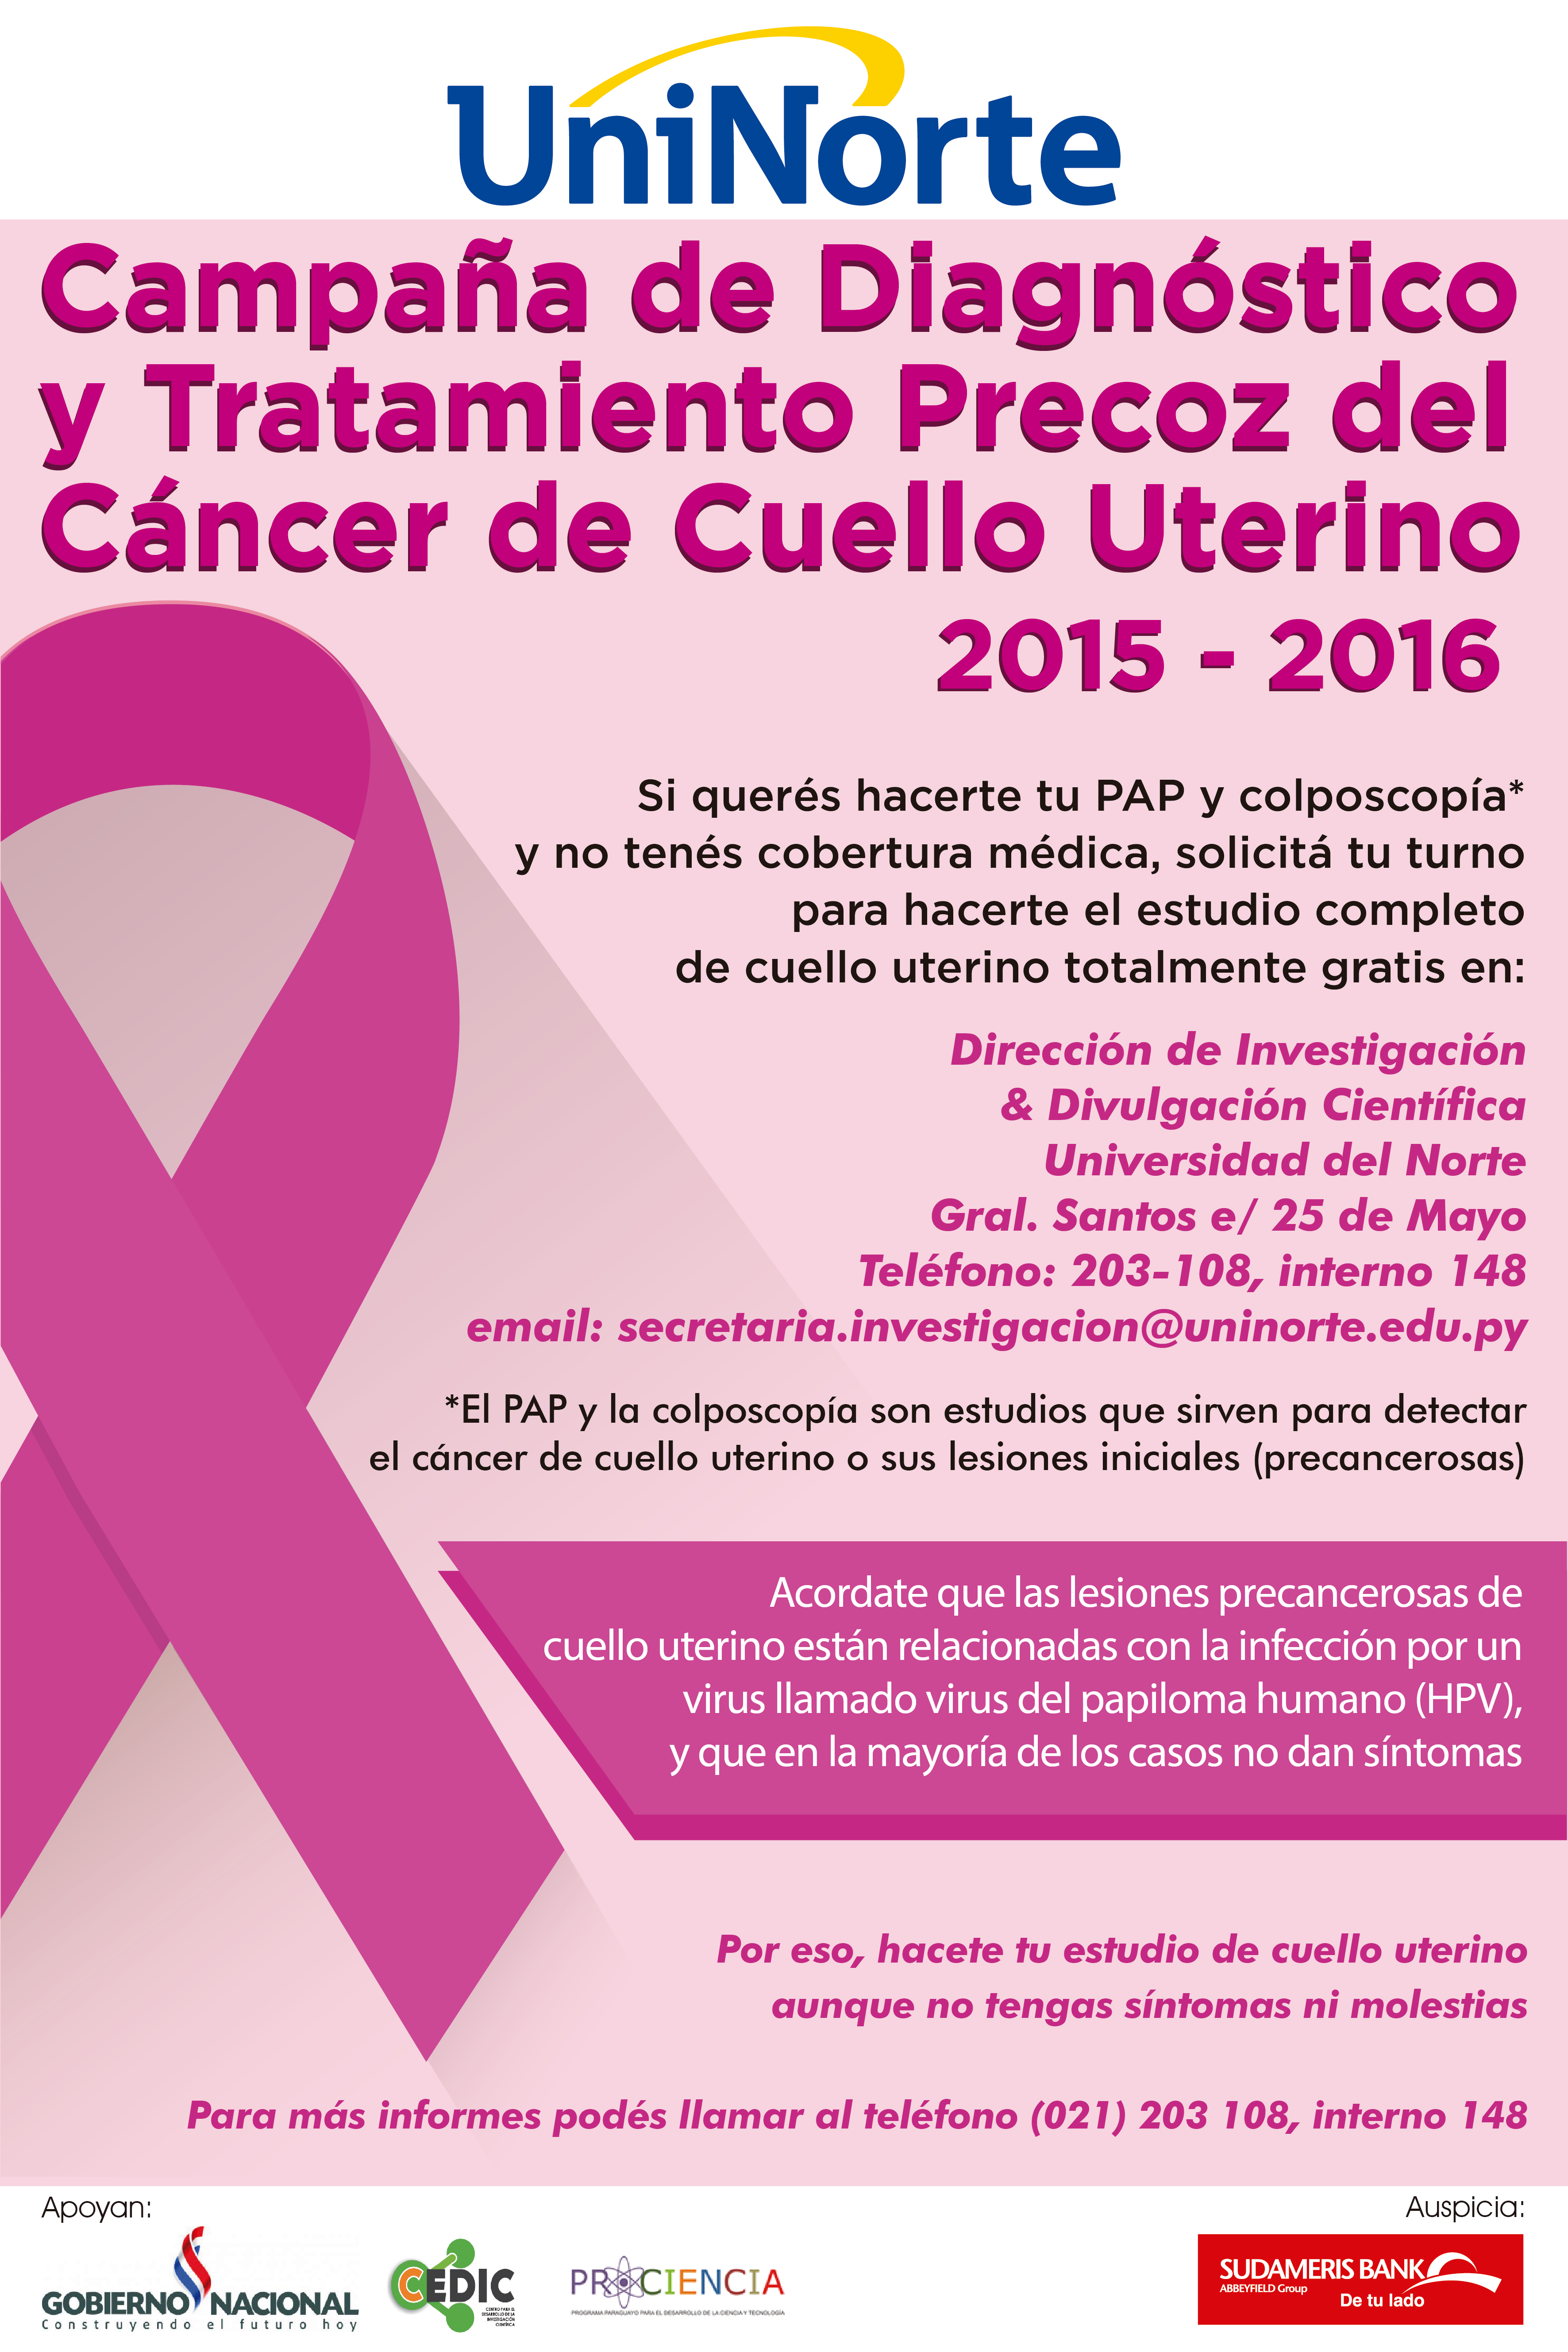 UniNorte
Campaña de Diagnóstico
y Tratamiento Precoz del
Cáncer de Cuello Uterino
2015 - 2016
Si querés hacerte tu PAP y colposcopía*
y no tenés cobertura médica, solicitá tu turno
para hacerte el estudio completo
de cuello uterino totalmente gratis en:
Dirección de Investigación
& Divulgación Científica
Universidad del Norte
Gral. Santos e/ 25 de Mayo
Teléfono: 203-108, interno 148
email: secretaria.investigacion@uninorte.edu.py
*El PAP y la colposcopía son estudios que sirven para detectar
el cáncer de cuello uterino o sus lesiones iniciales (precancerosas)
Acordate que las lesiones precancerosas de
cuello uterino están relacionadas con la infección por un
virus llamado virus del papiloma humano (HPV),
y que en la mayoría de los casos no dan síntomas
Por eso, hacete tu estudio de cuello uterino
aunque no tengas síntomas ni molestias
Para más informes podés llamar al teléfono (021) 203 108, interno 148
Apoyan:
GOBIERNO NACIONAL
Construyendo el futuro hoy
CEDIC
CENTRO PARA EL
DESARROLLO DE LA
INVESTIGACIÓN
CIENTÍFICA
PROCIENCIA
PROGRAMA PARAGUAYO PARA EL DESARROLLO DE LA CIENCIA Y TECNOLOGÍA
Auspicia:
SUDAMERIS BANK
ABBEYFIELD Group
De tu lado